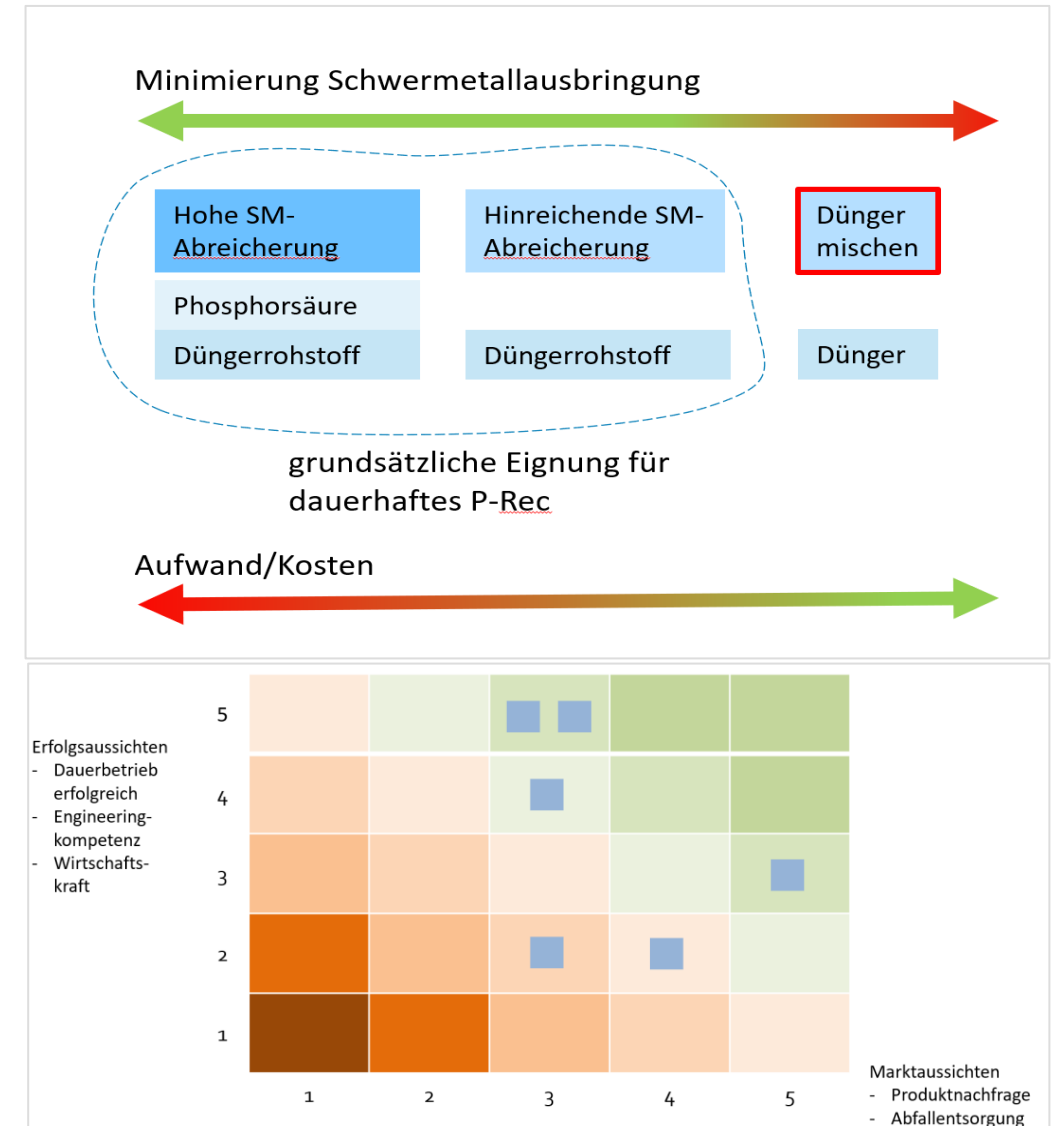 Minimierung Schwermetallausbringung
Hohe SM-
Abreicherung
Hinreichende SM-
Abreicherung
Dünger
mischen
Phosphorsäure
Düngerrohstoff
Düngerrohstoff
Dünger
grundsätzliche Eignung für
dauerhaftes P-Rec
Aufwand/Kosten
Erfolgsaussichten
- Dauerbetrieb
erfolgreich
- Engineering-
kompetenz
- Wirtschafts-
kraft
5
4
3
2
1
1
2
3
4
5
Marktaussichten
- Produktnachfrage
- Abfallentsorgung